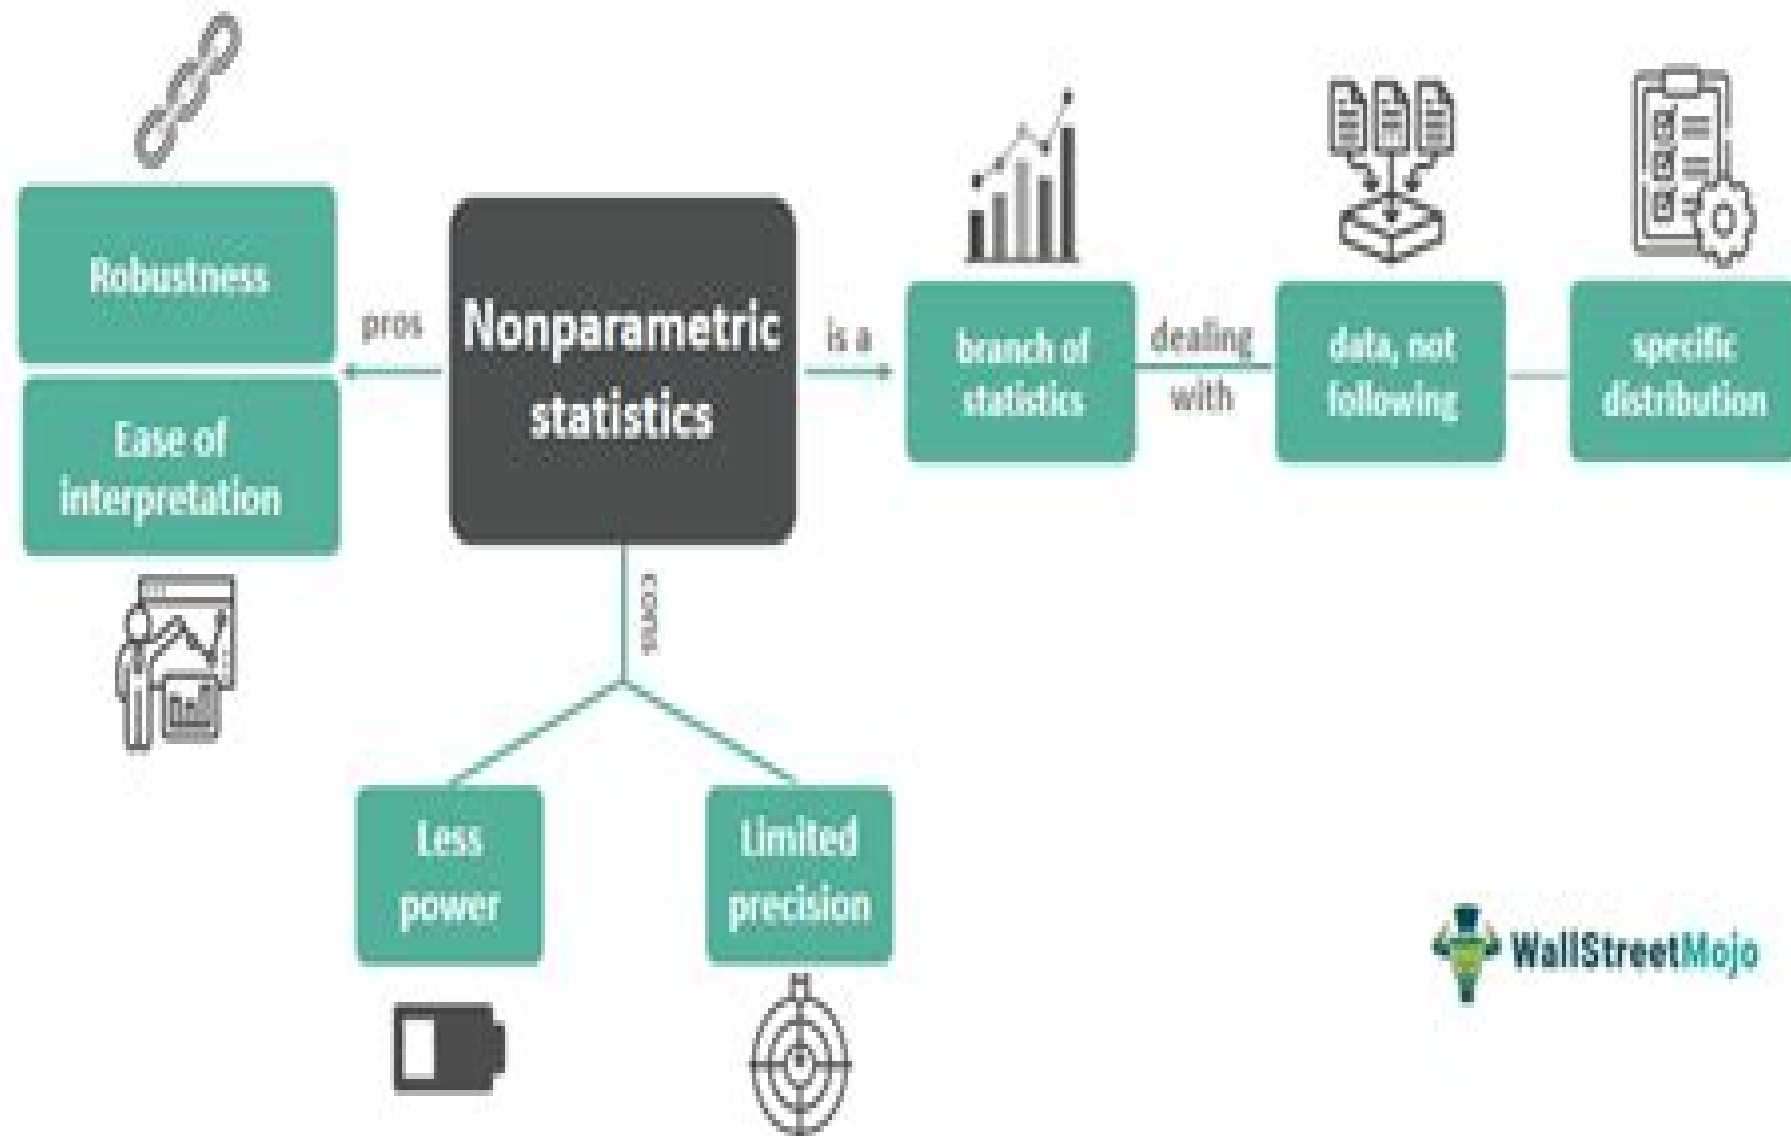 Robustness
Ease of
interpretation
pros
Nonparametric
statistics
is a
branch of
statistics
dealing
with
data, not
following
specific
distribution
cons
Less
power
Limited
precision
WallStreetMojo